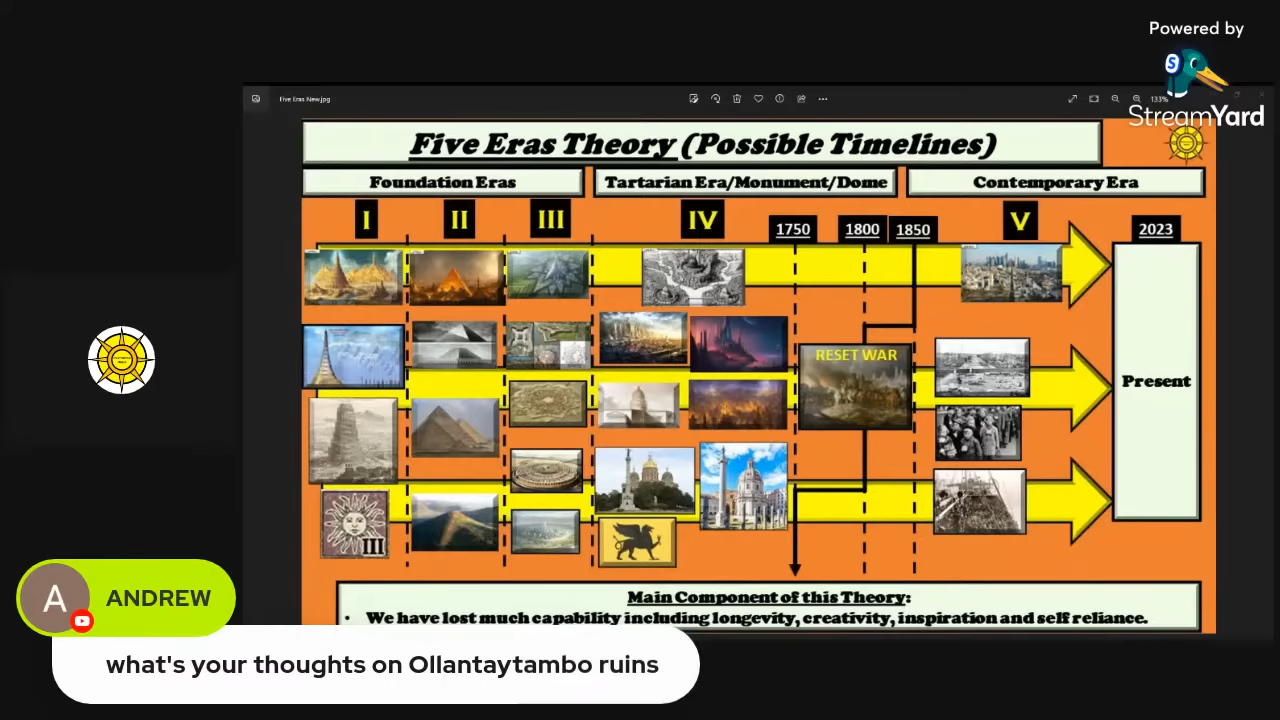 Powered by
StreamYard
Five Eras New.jpg
133%
Five Eras Theory (Possible Timelines)
Foundation Eras
Tartarian Era/Monument/Dome
Contemporary Era
I
II
III
IV
1750
1800
1850
V
2023
RESET WAR
Present
III
Main Component of this Theory:
· We have lost much capability including longevity, creativity, inspiration and self reliance.
A
ANDREW
what's your thoughts on Ollantaytambo ruins